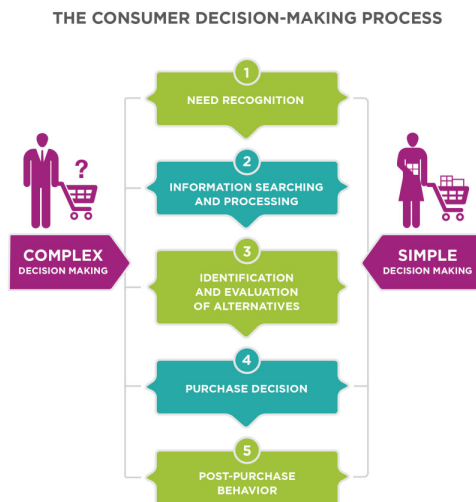 THE CONSUMER DECISION-MAKING PROCESS
1
NEED RECOGNITION
?
2
INFORMATION SEARCHING
AND PROCESSING
COMPLEX
DECISION MAKING
SIMPLE
DECISION MAKING
3
IDENTIFICATION
AND EVALUATION
OF ALTERNATIVES
4
PURCHASE DECISION
5
POST-PURCHASE
BEHAVIOR